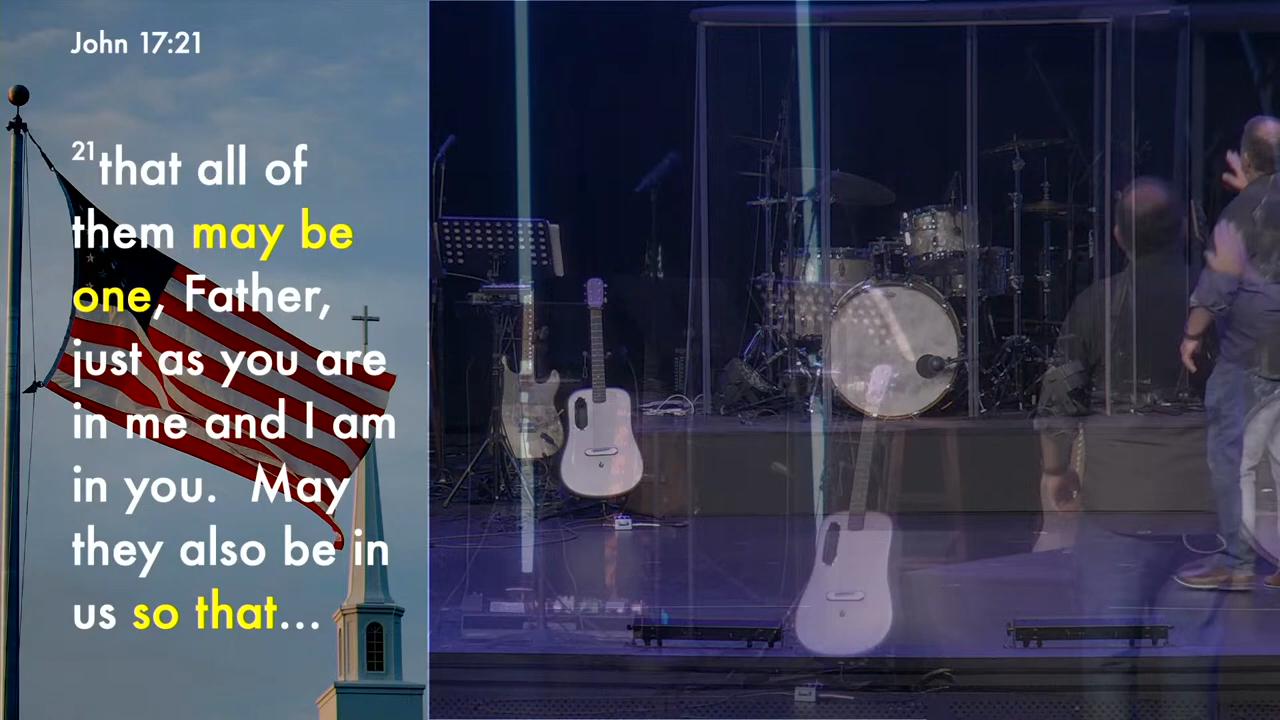 John 17:21
21that all of
them may be
one, Father,
just as you are
in me and I am
in you. May
they also be in
us so that...